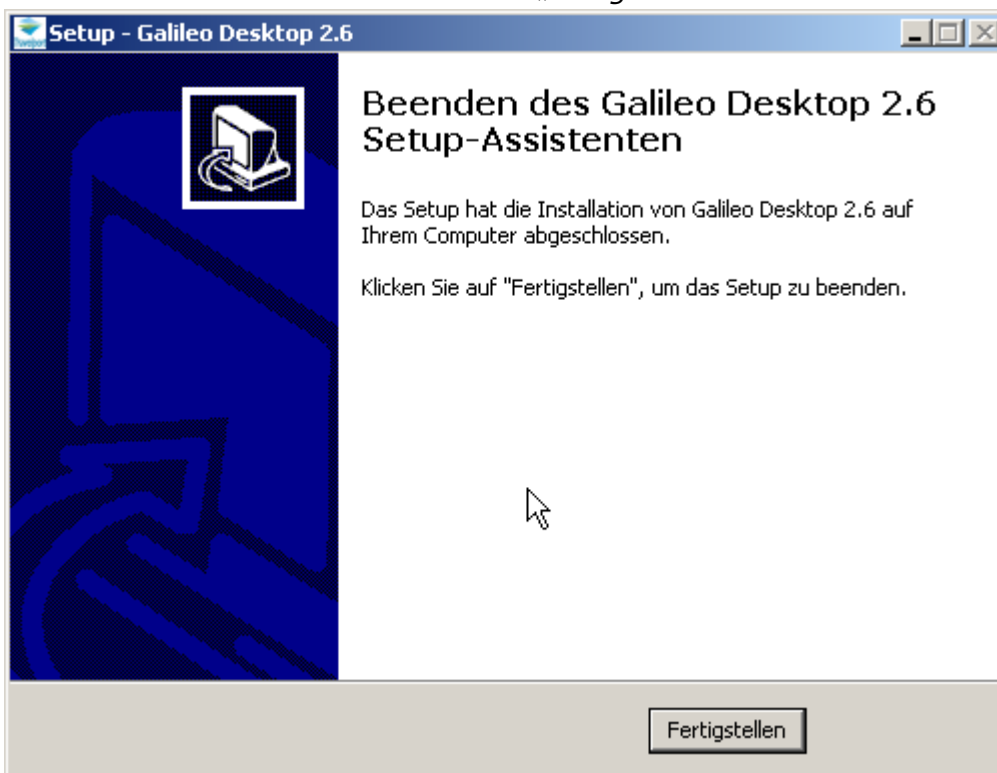 Setup - Galileo Desktop 2.6
Beenden des Galileo Desktop 2.6
Setup-Assistenten
Das Setup hat die Installation von Galileo Desktop 2.6 auf
Ihrem Computer abgeschlossen.
Klicken Sie auf "Fertigstellen", um das Setup zu beenden.
Fertigstellen